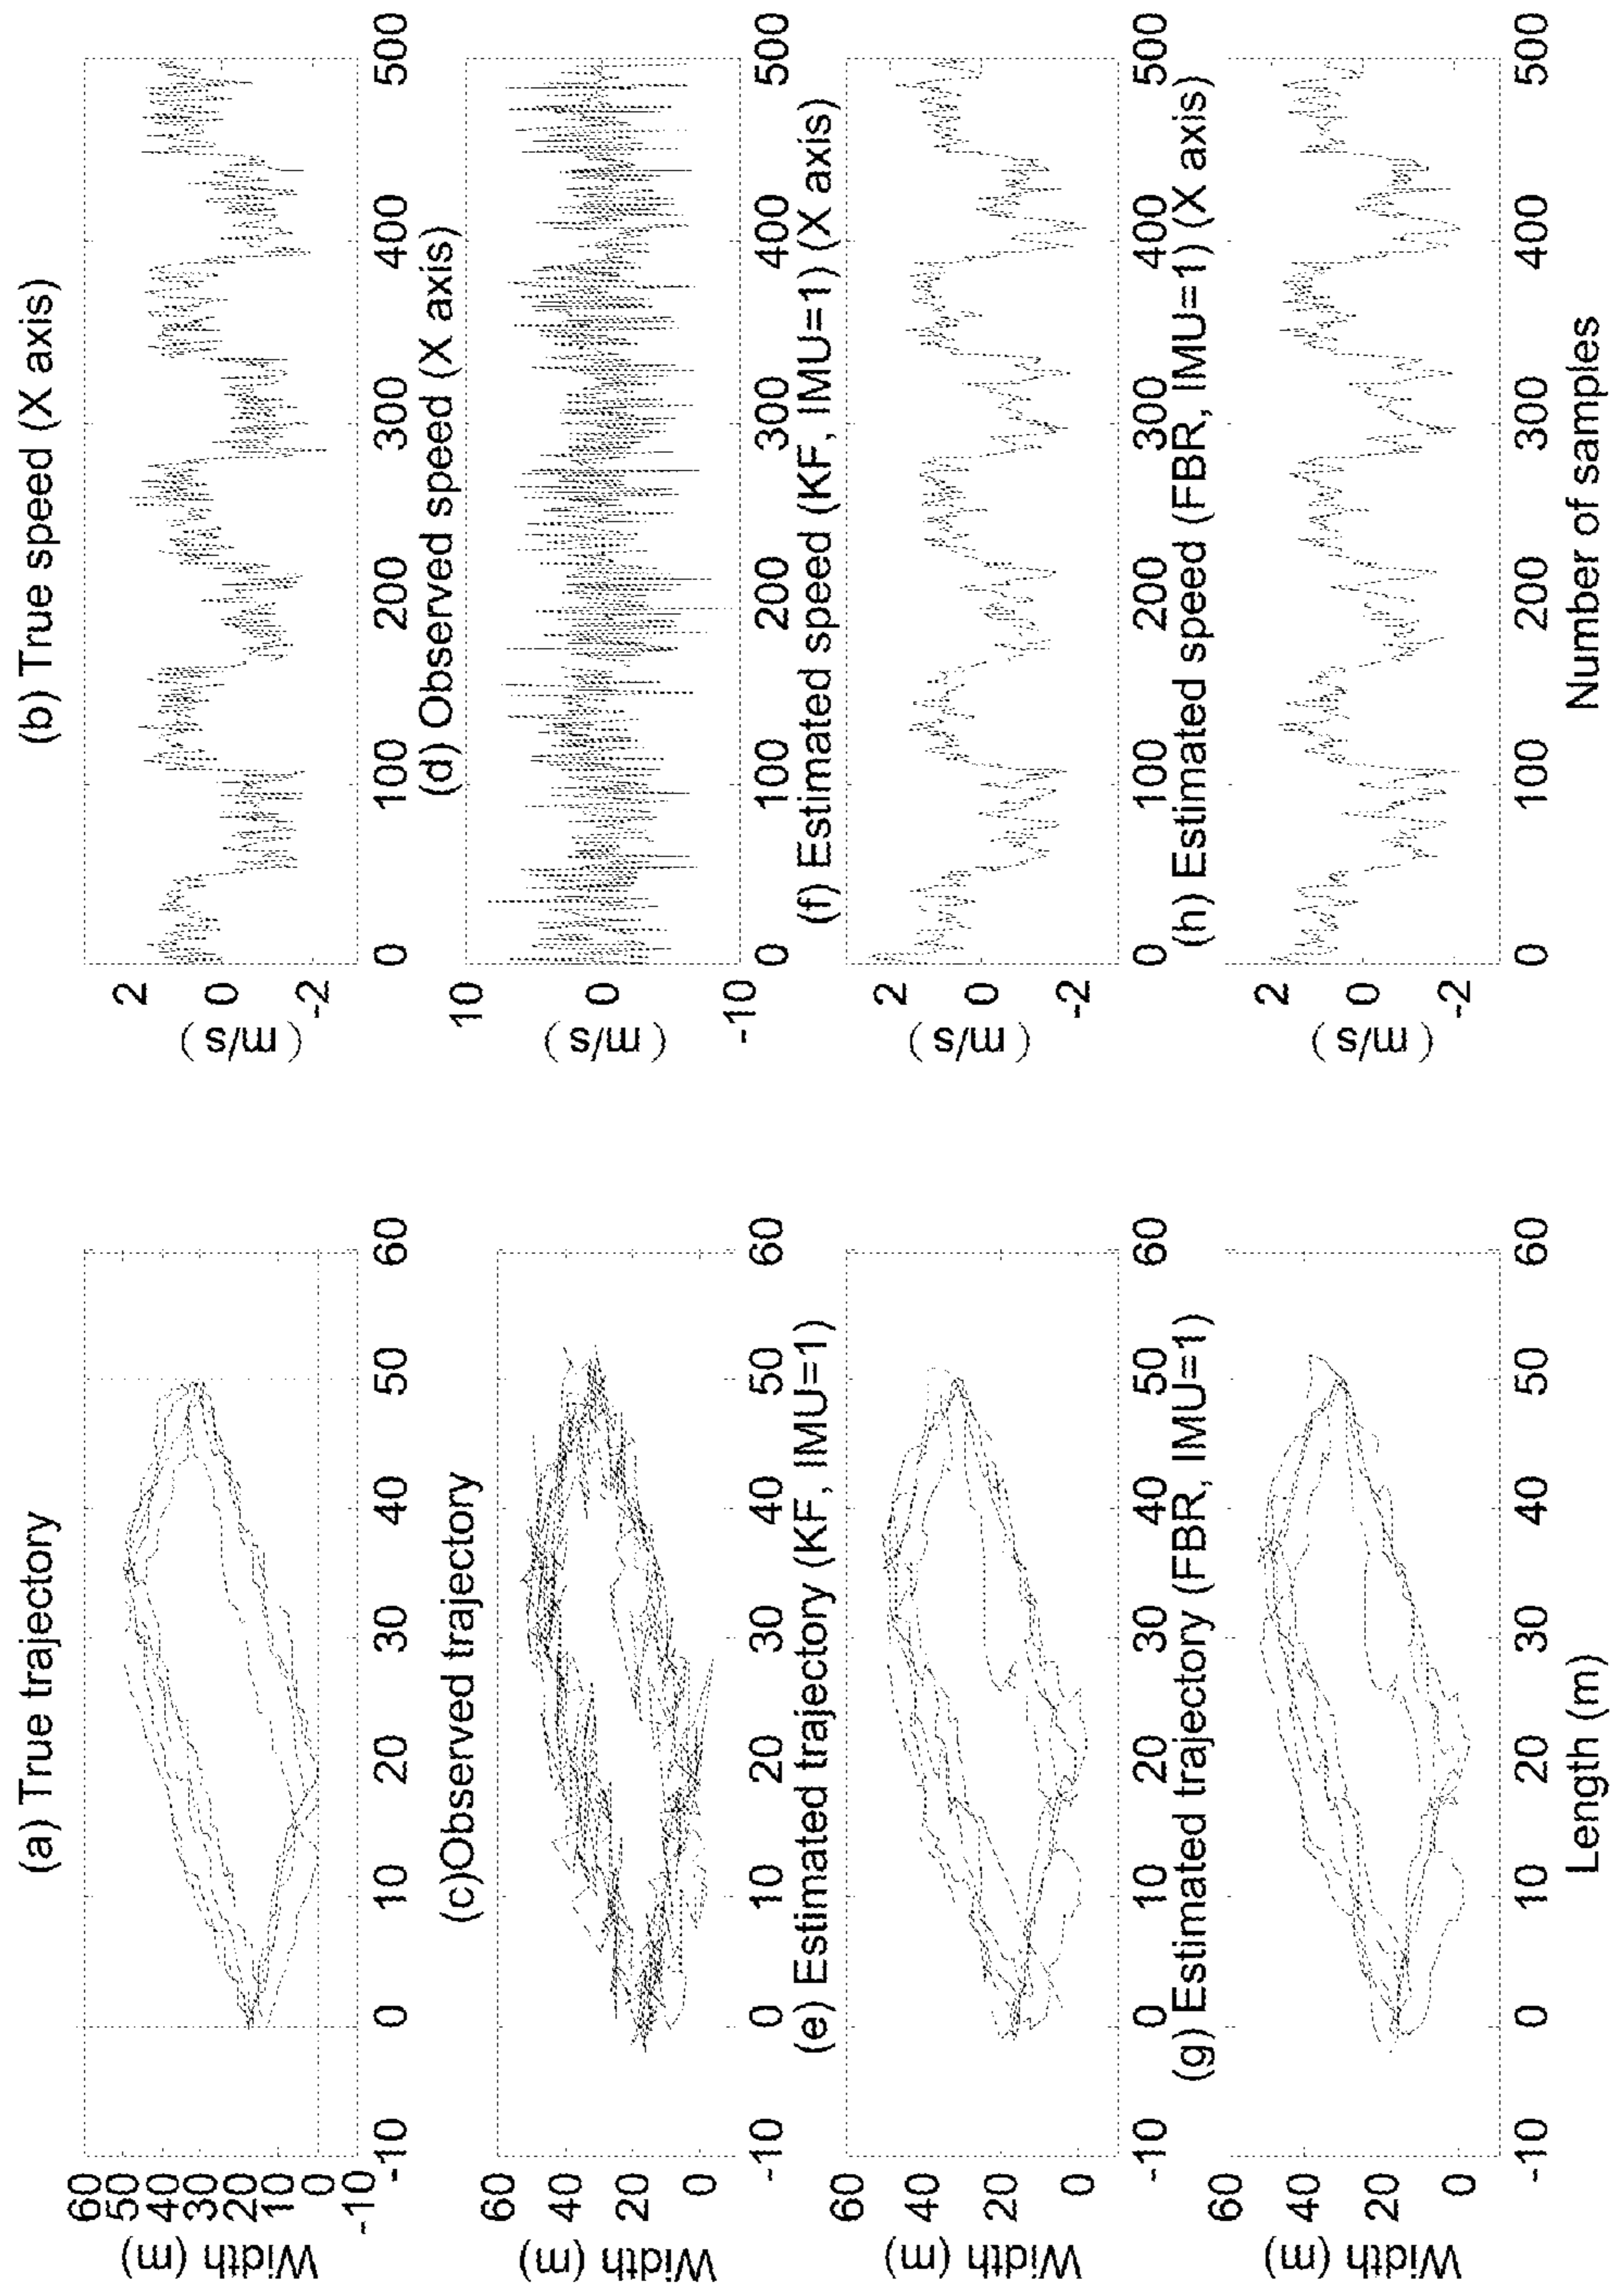 (a) True trajectory
Width (m)
60
50
40
30
20
10
0
-10
-10 0 10 20 30 40 50 60
(b) True speed (X axis)
( m/s )
2
0
-2
0 100 200 300 400 500
(c)Observed trajectory
Width (m)
60
40
20
0
-10 0 10 20 30 40 50 60
(d) Observed speed (X axis)
( m/s )
10
0
-10
0 100 200 300 400 500
(e) Estimated trajectory (KF, IMU=1)
Width (m)
60
40
20
0
-10 0 10 20 30 40 50 60
(f) Estimated speed (KF, IMU=1) (X axis)
( m/s )
2
0
-2
0 100 200 300 400 500
(g) Estimated trajectory (FBR, IMU=1)
Width (m)
60
40
20
0
-10 0 10 20 30 40 50 60
Length (m)
(h) Estimated speed (FBR, IMU=1) (X axis)
( m/s )
2
0
-2
0 100 200 300 400 500
Number of samples